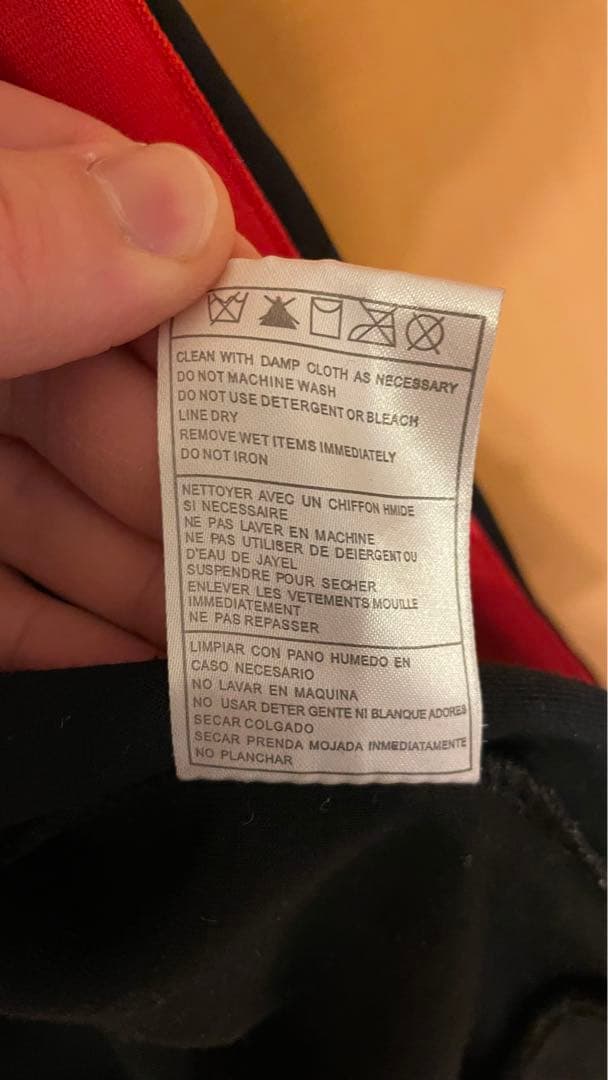 CLEAN WITH DAMP CLOTH AS NECESSARY
DO NOT MACHINE WASH
DO NOT USE DETERGENT OR BLEACH
LINE DRY
REMOVE WET ITEMS IMMEDIATELY
DO NOT IRON
NETTOYER AVEC UN CHIFFON HMIDE
SI NECESSAIRE
NE PAS LAVER EN MACHINE
NE PAS UTILISER DE DEIERGENT OU
D'EAU DE JAYEL
SUSPENDRE POUR SECHER
ENLEVER LES VETEMENTS MOUILLE
IMMEDIATEMENT
NE PAS REPASSER
LIMPIAR CON PANO HUMEDO EN
CASO NECESARIO
NO LAVAR EN MAQUINA
NO USAR DETER GENTE NI BLANQUE ADORES
SECAR COLGADO
SECAR PRENDA MOJADA INMEDIATAMENTE
NO PLANCHAR